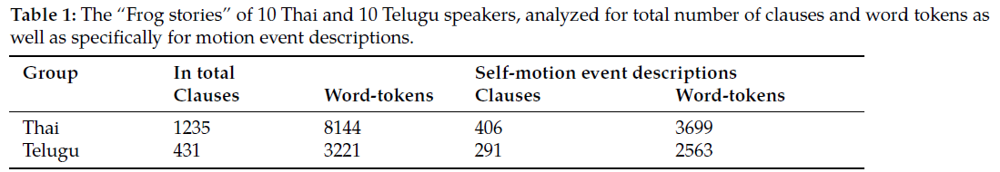 Table 1: The “Frog stories” of 10 Thai and 10 Telugu speakers, analyzed for total number of clauses and word tokens as
well as specifically for motion event descriptions.
Group In total Self-motion event descriptions
Clauses Word-tokens Clauses Word-tokens
Thai 1235 8144 406 3699
Telugu 431 3221 291 2563